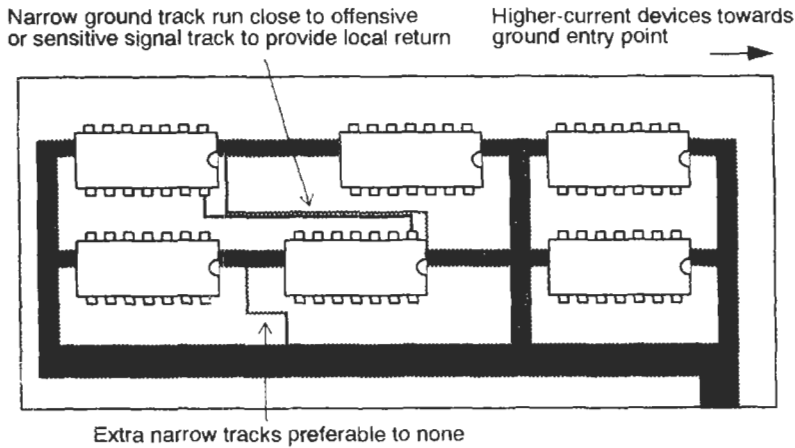 Narrow ground track run close to offensive
or sensitive signal track to provide local return
Higher-current devices towards
ground entry point
Extra narrow tracks preferable to none